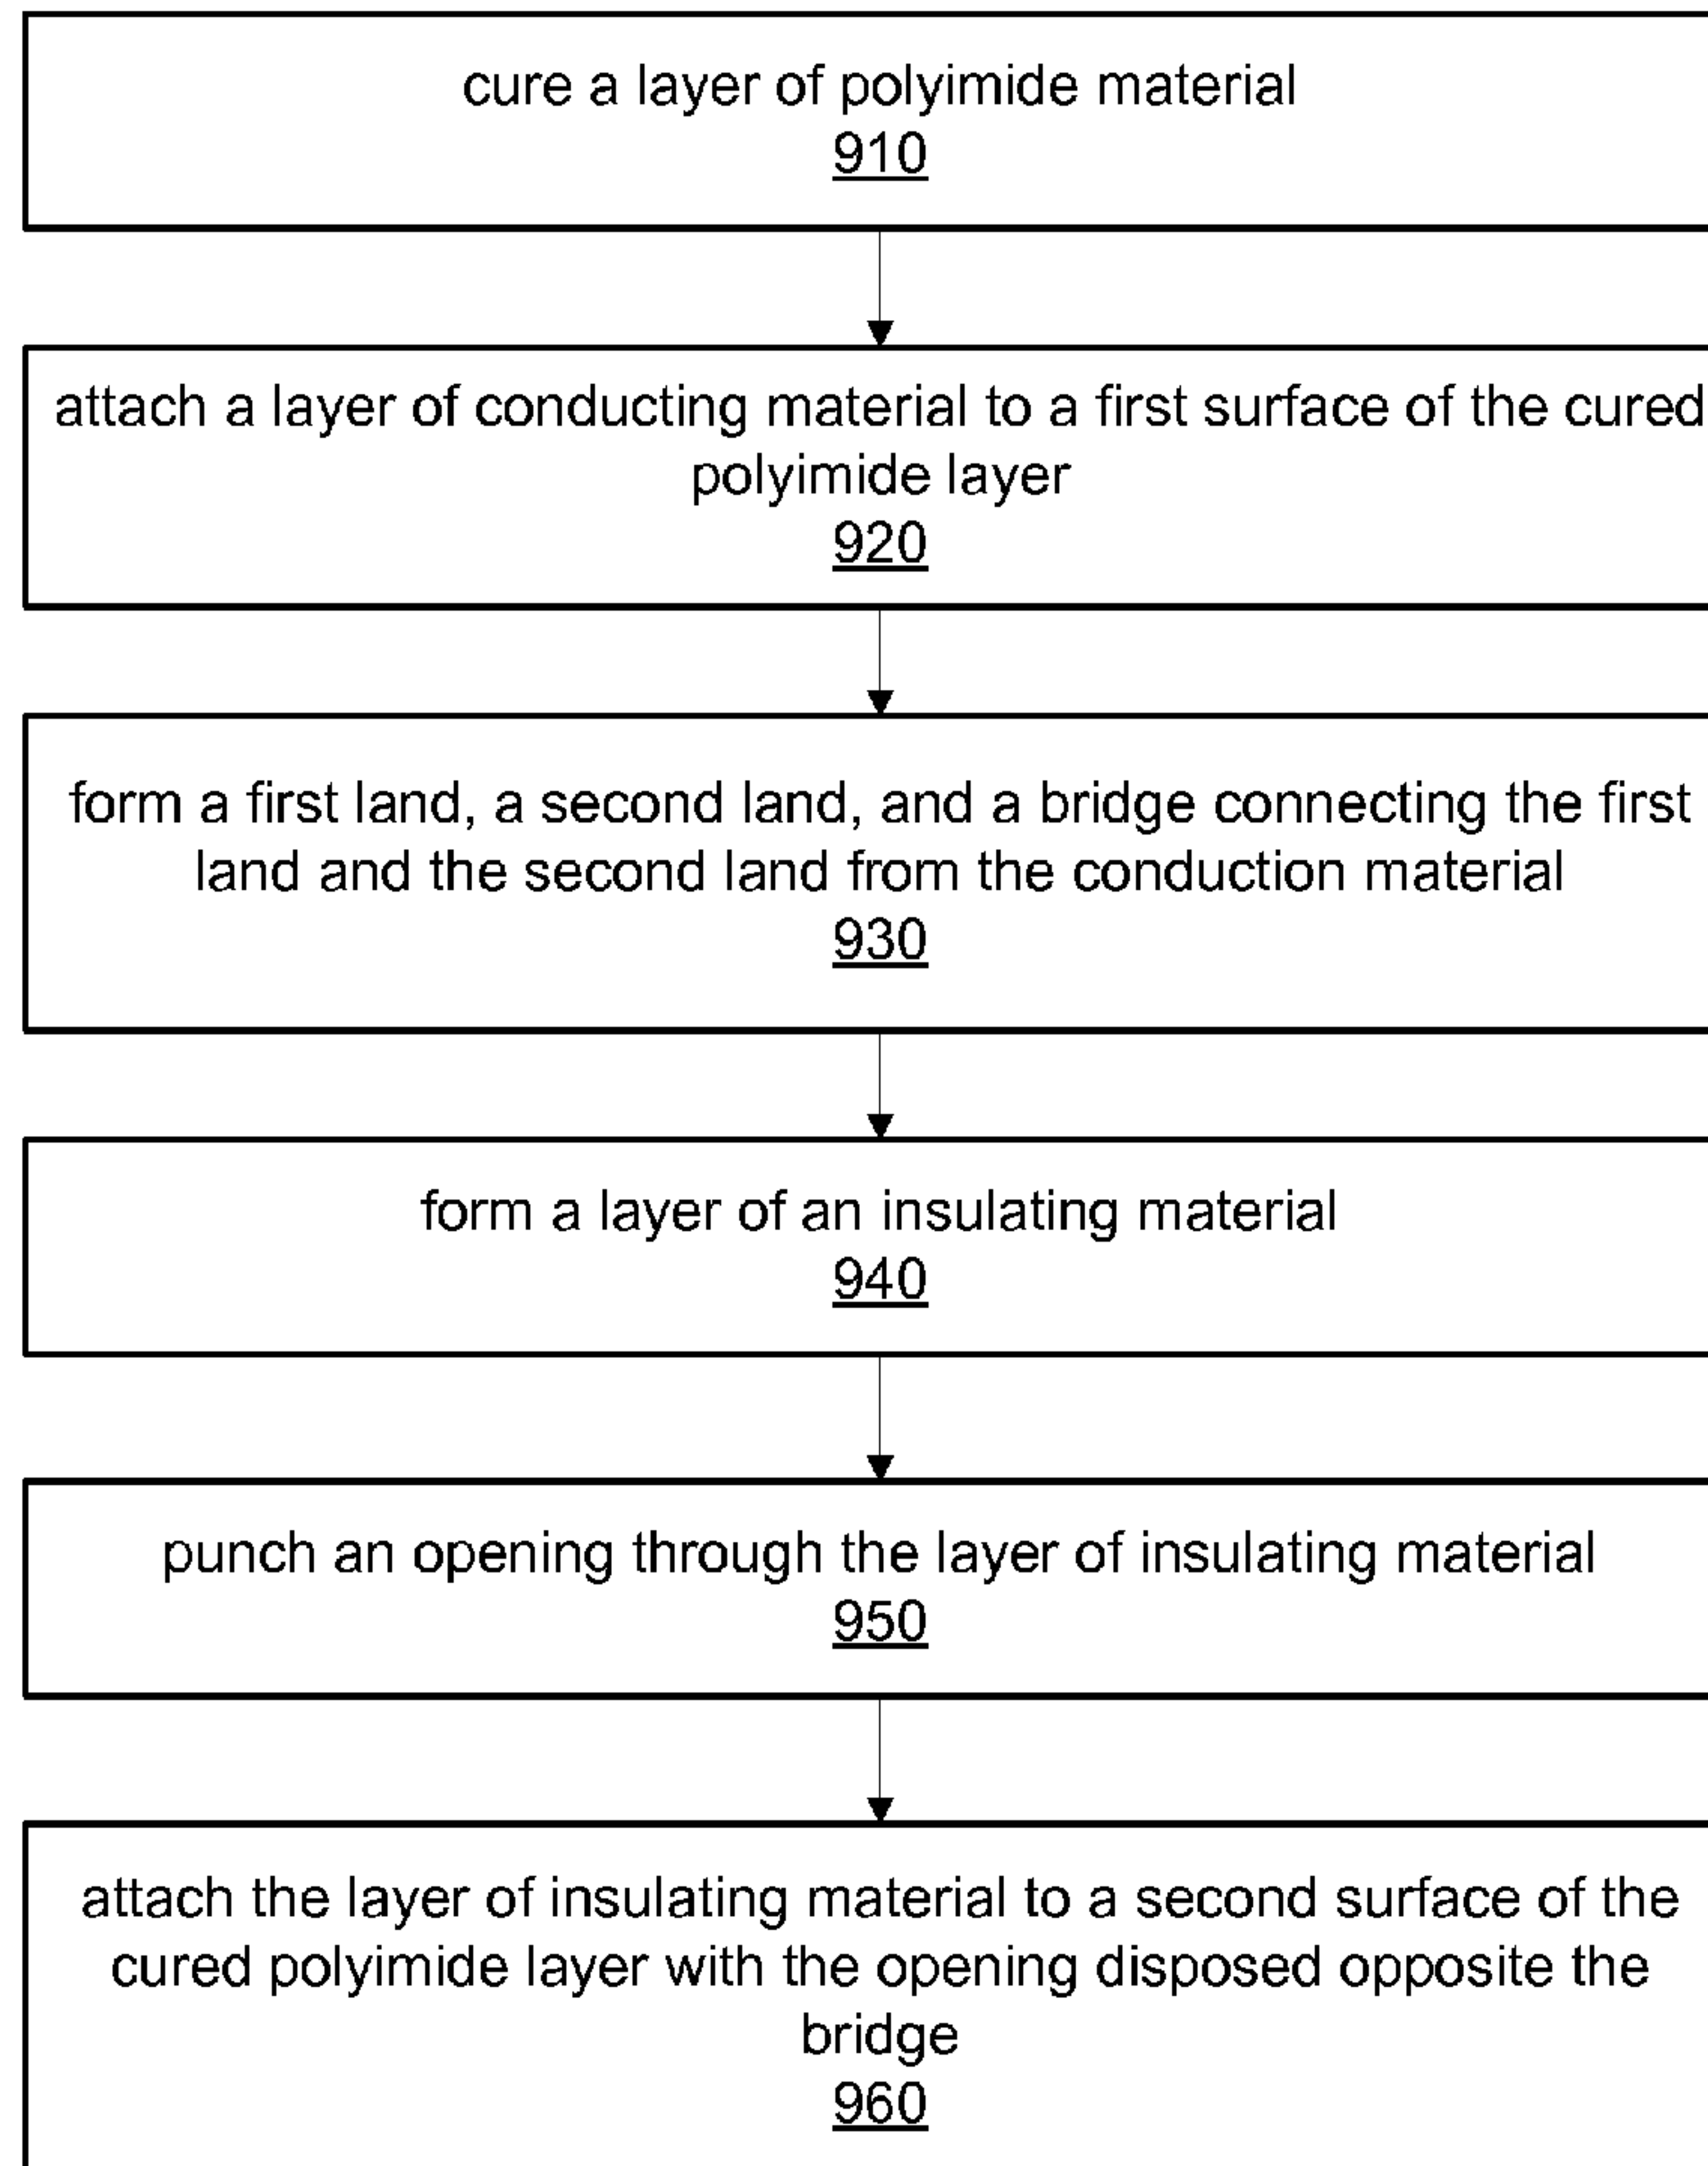 cure a layer of polyimide material
910
attach a layer of conducting material to a first surface of the cured
polyimide layer
920
form a first land, a second land, and a bridge connecting the first
land and the second land from the conduction material
930
form a layer of an insulating material
940
punch an opening through the layer of insulating material
950
attach the layer of insulating material to a second surface of the
cured polyimide layer with the opening disposed opposite the
bridge
960